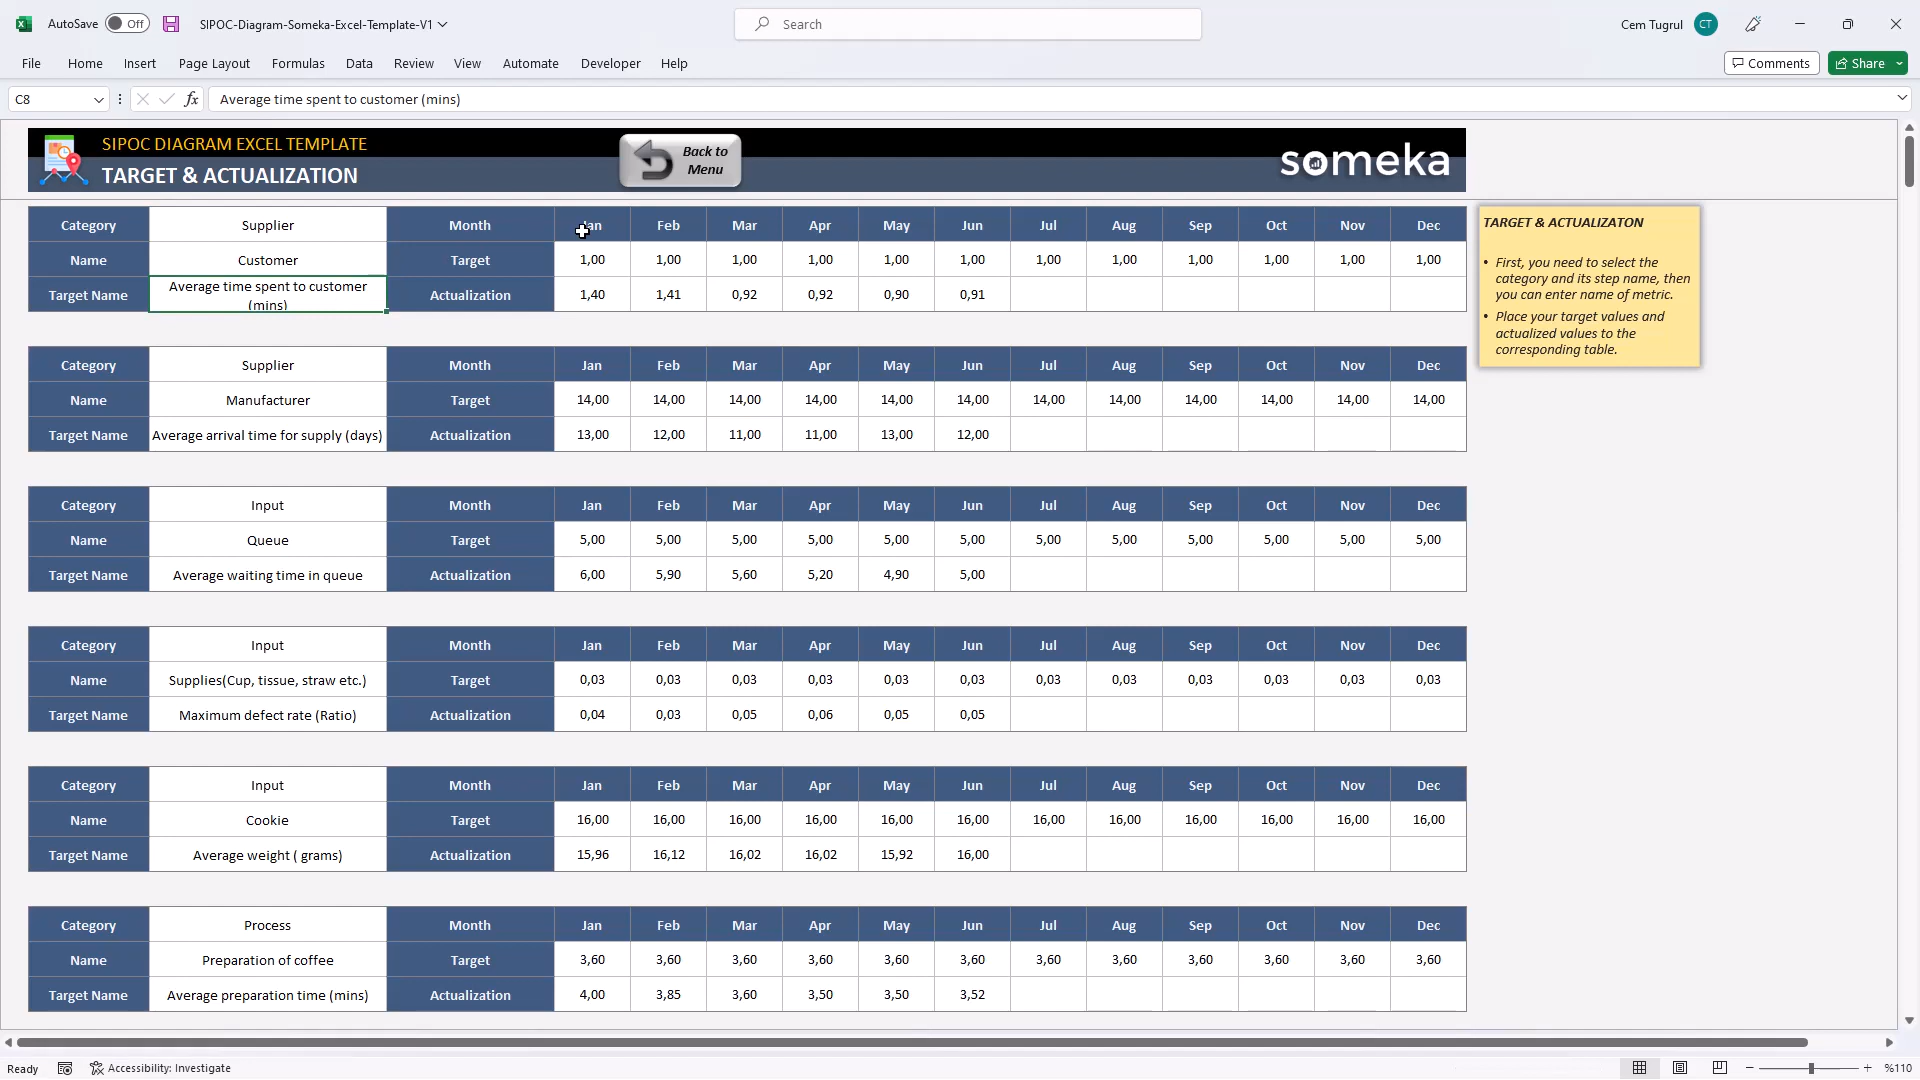 AutoSave Off SIPOC-Diagram-Someka-Excel-Template-V1 Search Cem Tugrul CT
File Home Insert Page Layout Formulas Data Review View Automate Developer Help Comments Share
C8 fx Average time spent to customer (mins)
SIPOC DIAGRAM EXCEL TEMPLATE
TARGET & ACTUALIZATION
Back to
Menu
someka
Category Supplier Month Jan Feb Mar Apr May Jun Jul Aug Sep Oct Nov Dec
Name Customer Target 1,00 1,00 1,00 1,00 1,00 1,00 1,00 1,00 1,00 1,00 1,00 1,00
Target Name Average time spent to customer (mins) Actualization 1,40 1,41 0,92 0,92 0,90 0,91
TARGET & ACTUALIZATON
• First, you need to select the
category and its step name, then
you can enter name of metric.
• Place your target values and
actualized values to the
corresponding table.
Category Supplier Month Jan Feb Mar Apr May Jun Jul Aug Sep Oct Nov Dec
Name Manufacturer Target 14,00 14,00 14,00 14,00 14,00 14,00 14,00 14,00 14,00 14,00 14,00 14,00
Target Name Average arrival time for supply (days) Actualization 13,00 12,00 11,00 11,00 13,00 12,00
Category Input Month Jan Feb Mar Apr May Jun Jul Aug Sep Oct Nov Dec
Name Queue Target 5,00 5,00 5,00 5,00 5,00 5,00 5,00 5,00 5,00 5,00 5,00 5,00
Target Name Average waiting time in queue Actualization 6,00 5,90 5,60 5,20 4,90 5,00
Category Input Month Jan Feb Mar Apr May Jun Jul Aug Sep Oct Nov Dec
Name Supplies(Cup, tissue, straw etc.) Target 0,03 0,03 0,03 0,03 0,03 0,03 0,03 0,03 0,03 0,03 0,03 0,03
Target Name Maximum defect rate (Ratio) Actualization 0,04 0,03 0,05 0,06 0,05 0,05
Category Input Month Jan Feb Mar Apr May Jun Jul Aug Sep Oct Nov Dec
Name Cookie Target 16,00 16,00 16,00 16,00 16,00 16,00 16,00 16,00 16,00 16,00 16,00 16,00
Target Name Average weight ( grams) Actualization 15,96 16,12 16,02 16,02 15,92 16,00
Category Process Month Jan Feb Mar Apr May Jun Jul Aug Sep Oct Nov Dec
Name Preparation of coffee Target 3,60 3,60 3,60 3,60 3,60 3,60 3,60 3,60 3,60 3,60 3,60 3,60
Target Name Average preparation time (mins) Actualization 4,00 3,85 3,60 3,50 3,50 3,52
Ready Accessibility: Investigate %110